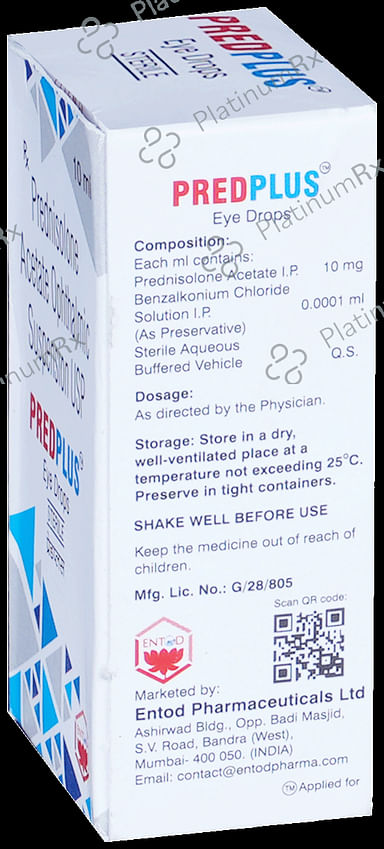 PREDPLUS
Eye Drops
STERILE
Rx
10 ml
Prednisolone
Acetate Ophthalmic
Suspension USP
PREDPLUS
Eye Drops
STERILE
ENTOD
PREDPLUS™
Eye Drops
Composition:
Each ml contains:
Prednisolone Acetate I.P. 10 mg
Benzalkonium Chloride
Solution I.P. 0.0001 ml
(As Preservative)
Sterile Aqueous
Buffered Vehicle Q.S.
Dosage:
As directed by the Physician.
Storage: Store in a dry,
well-ventilated place at a
temperature not exceeding 25°C.
Preserve in tight containers.
SHAKE WELL BEFORE USE
Keep the medicine out of reach of
children.
Mfg. Lic. No.: G/28/805
Scan QR code:
ENTOD
Marketed by:
Entod Pharmaceuticals Ltd
Ashirwad Bldg., Opp. Badi Masjid,
S.V. Road, Bandra (West),
Mumbai- 400 050. (INDIA)
Email: contact@entodpharma.com
™ Applied for
PlatinumRx
PlatinumRx
PlatinumRx
PlatinumRx